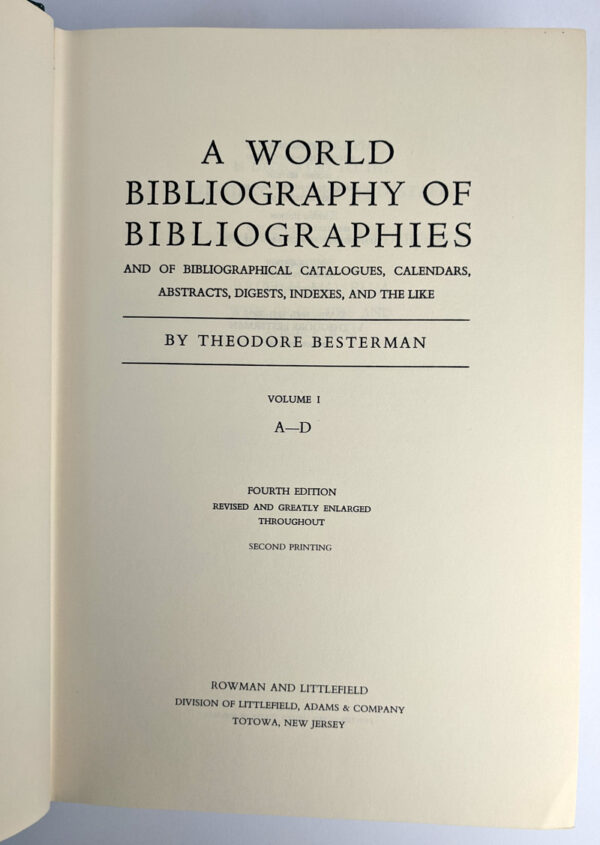 A WORLD
BIBLIOGRAPHY OF
BIBLIOGRAPHIES
AND OF BIBLIOGRAPHICAL CATALOGUES, CALENDARS,
ABSTRACTS, DIGESTS, INDEXES, AND THE LIKE
BY THEODORE BESTERMAN
VOLUME I
A—D
FOURTH EDITION
REVISED AND GREATLY ENLARGED
THROUGHOUT
SECOND PRINTING
ROWMAN AND LITTLEFIELD
DIVISION OF LITTLEFIELD, ADAMS & COMPANY
TOTOWA, NEW JERSEY